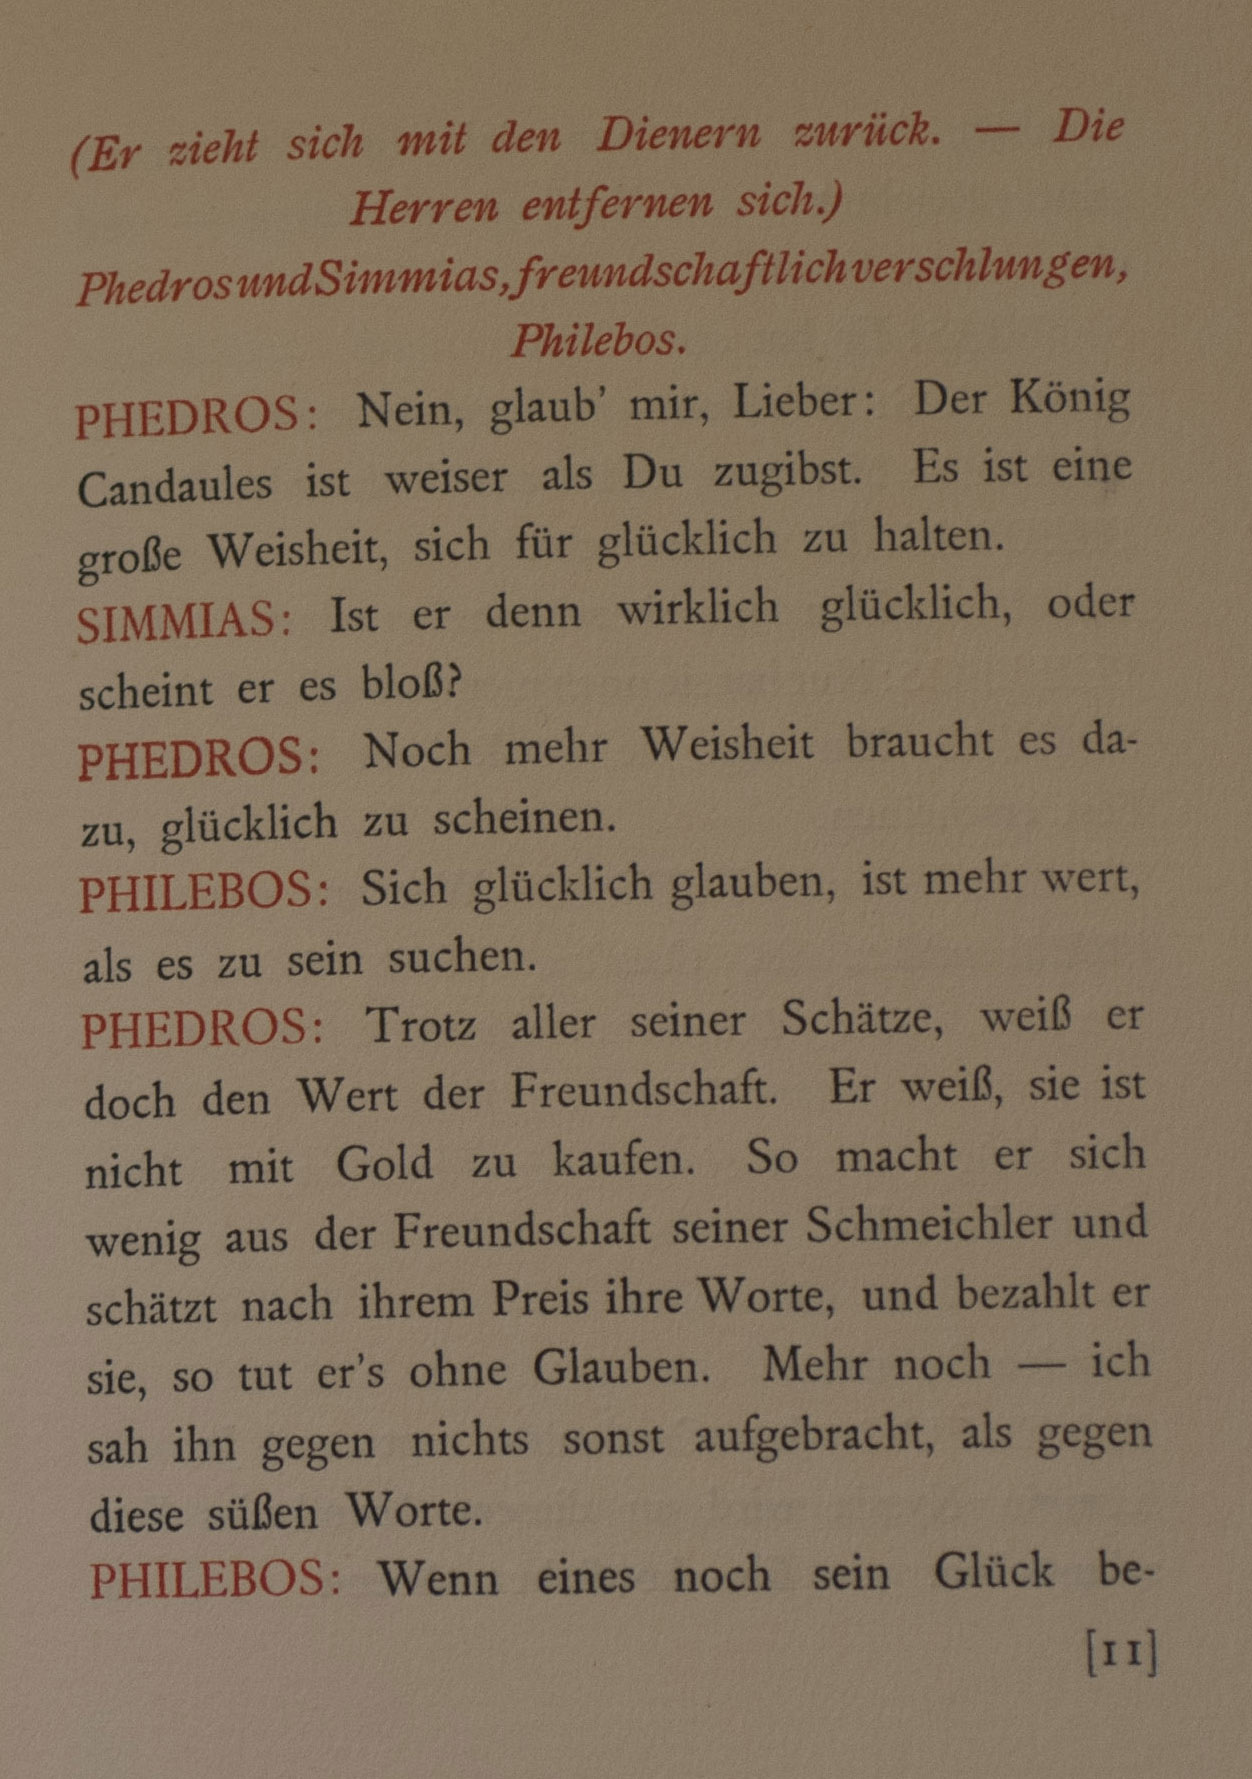 (Er zieht sich mit den Dienern zurück. — Die
Herren entfernen sich.)
Phedros und Simmias, freundschaftlich verschlungen,
Philebos.
PHEDROS: Nein, glaub’ mir, Lieber: Der König
Candaules ist weiser als Du zugibst. Es ist eine
große Weisheit, sich für glücklich zu halten.
SIMMIAS: Ist er denn wirklich glücklich, oder
scheint er es bloß?
PHEDROS: Noch mehr Weisheit braucht es da-
zu, glücklich zu scheinen.
PHILEBOS: Sich glücklich glauben, ist mehr wert,
als es zu sein suchen.
PHEDROS: Trotz aller seiner Schätze, weiß er
doch den Wert der Freundschaft. Er weiß, sie ist
nicht mit Gold zu kaufen. So macht er sich
wenig aus der Freundschaft seiner Schmeichler und
schätzt nach ihrem Preis ihre Worte, und bezahlt er
sie, so tut er’s ohne Glauben. Mehr noch — ich
sah ihn gegen nichts sonst aufgebracht, als gegen
diese süßen Worte.
PHILEBOS: Wenn eines noch sein Glück be-
[11]